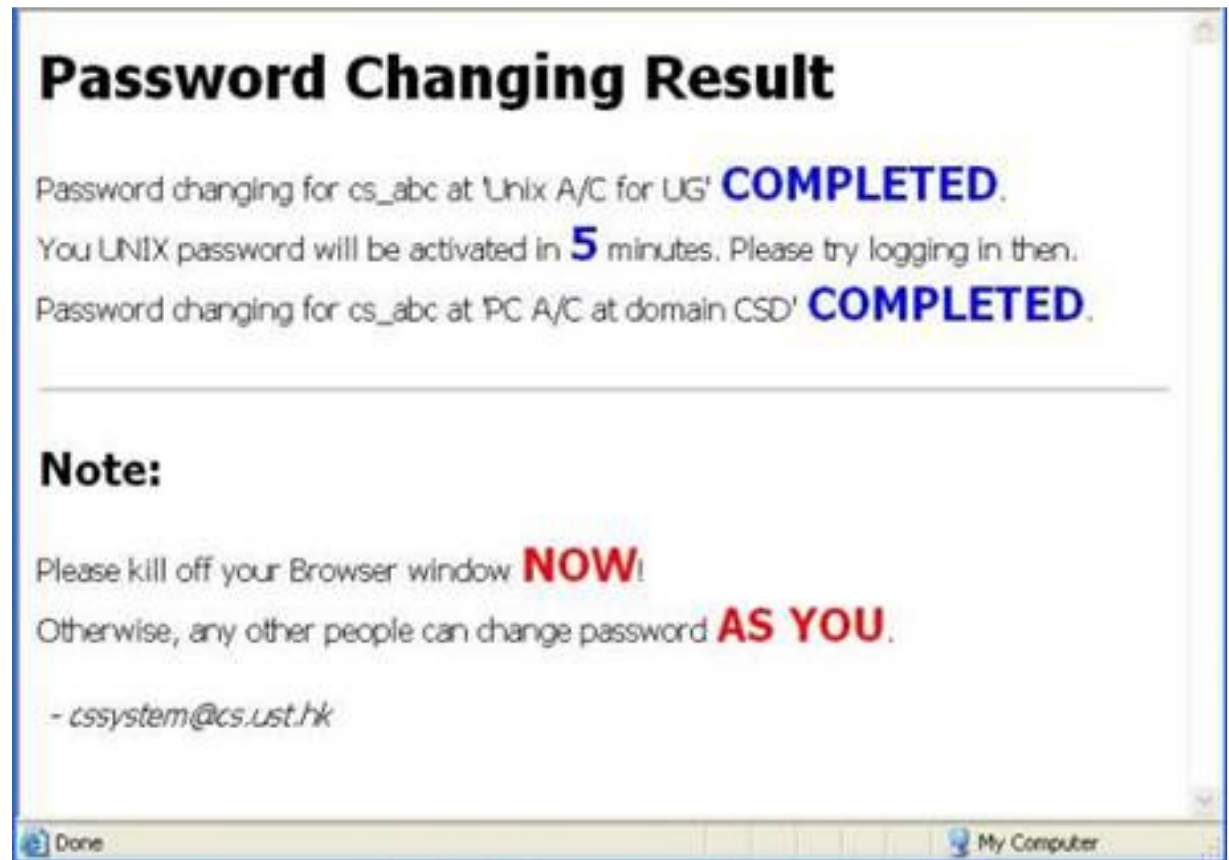 Password Changing Result
Password changing for cs_abc at 'Unix A/C for UG' COMPLETED.
You UNIX password will be activated in 5 minutes. Please try logging in then.
Password changing for cs_abc at 'PC A/C at domain CSD' COMPLETED.
Note:
Please kill off your Browser window NOW!
Otherwise, any other people can change password AS YOU.
- cssystem@cs.ust.hk
Done My Computer